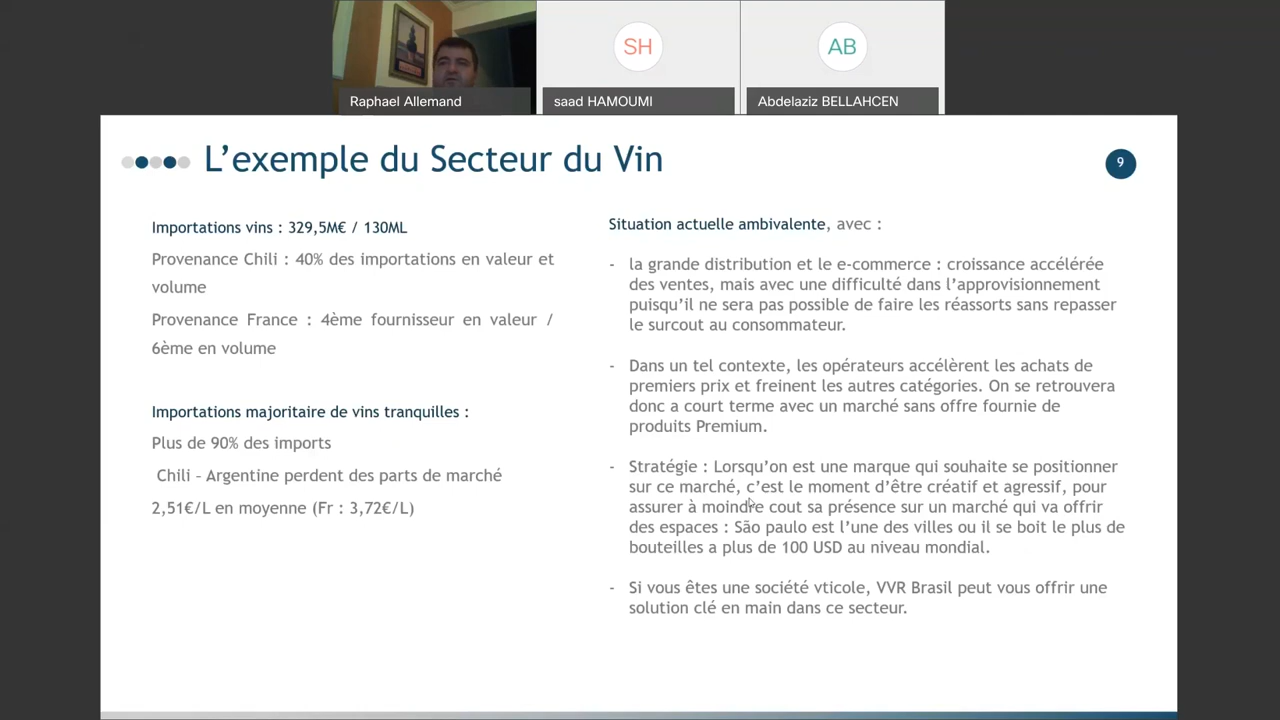 SH
AB
Raphael Allemand
saad HAMOUMI
Abdelaziz BELLAHCEN
L'exemple du Secteur du Vin
9
Importations vins : 329,5M€ / 130ML
Provenance Chili : 40% des importations en valeur et
volume
Provenance France : 4ème fournisseur en valeur /
6ème en volume
Importations majoritaire de vins tranquilles :
Plus de 90% des imports
Chili - Argentine perdent des parts de marché
2,51€/L en moyenne (Fr : 3,72€/L)
Situation actuelle ambivalente, avec :
- la grande distribution et le e-commerce : croissance accélérée
des ventes, mais avec une difficulté dans l'approvisionnement
puisqu'il ne sera pas possible de faire les réassorts sans repasser
le surcout au consommateur.
- Dans un tel contexte, les opérateurs accélèrent les achats de
premiers prix et freinent les autres catégories. On se retrouvera
donc a court terme avec un marché sans offre fournie de
produits Premium.
- Stratégie : Lorsqu'on est une marque qui souhaite se positionner
sur ce marché, c'est le moment d'être créatif et agressif, pour
assurer à moindre cout sa présence sur un marché qui va offrir
des espaces : São paulo est l'une des villes ou il se boit le plus de
bouteilles a plus de 100 USD au niveau mondial.
- Si vous êtes une société vticole, VVR Brasil peut vous offrir une
solution clé en main dans ce secteur.